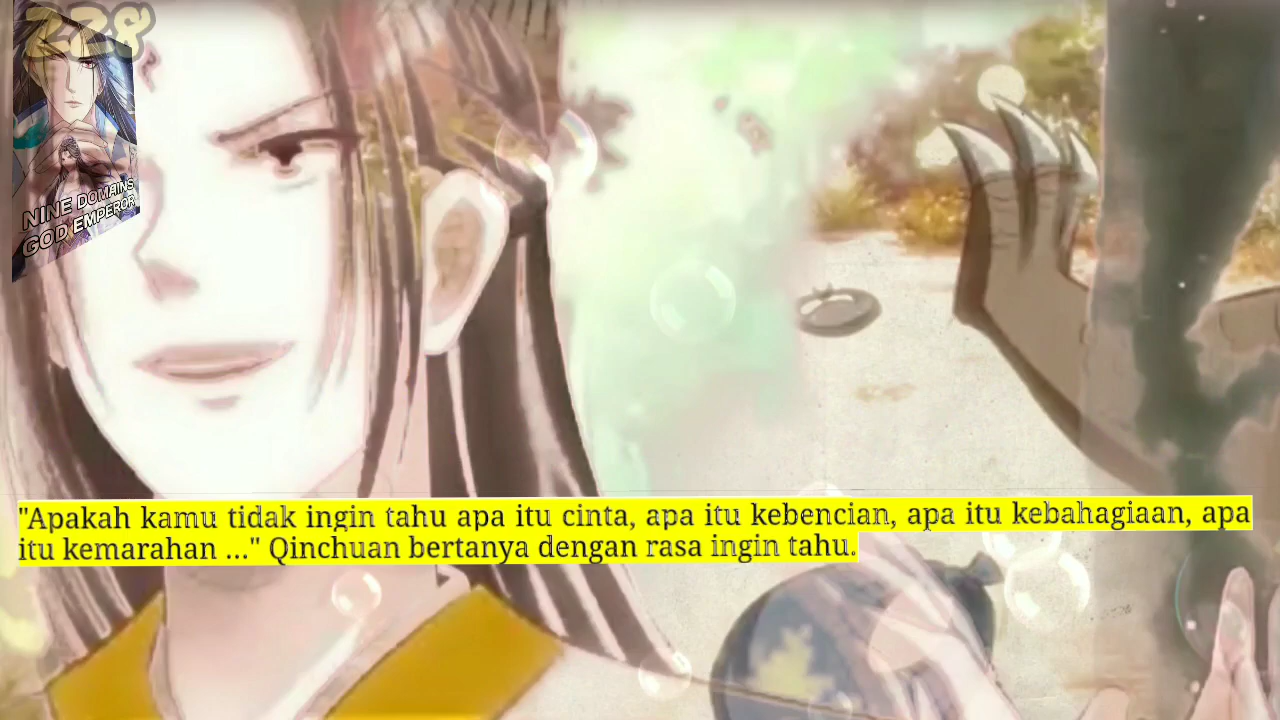 228
NINE DOMAINS
GOD EMPEROR
"Apakah kamu tidak ingin tahu apa itu cinta, apa itu kebencian, apa itu kebahagiaan, apa
itu kemarahan ..." Qinchuan bertanya dengan rasa ingin tahu.